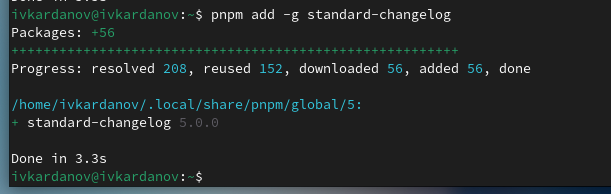 ivkardanov@ivkardanov:~$ pnpm add -g standard-changelog
Packages: +56
++++++++++++++++++++++++++++++++++++++++++++++++++++++++
Progress: resolved 208, reused 152, downloaded 56, added 56, done
/home/ivkardanov/.local/share/pnpm/global/5:
+ standard-changelog 5.0.0
Done in 3.3s
ivkardanov@ivkardanov:~$